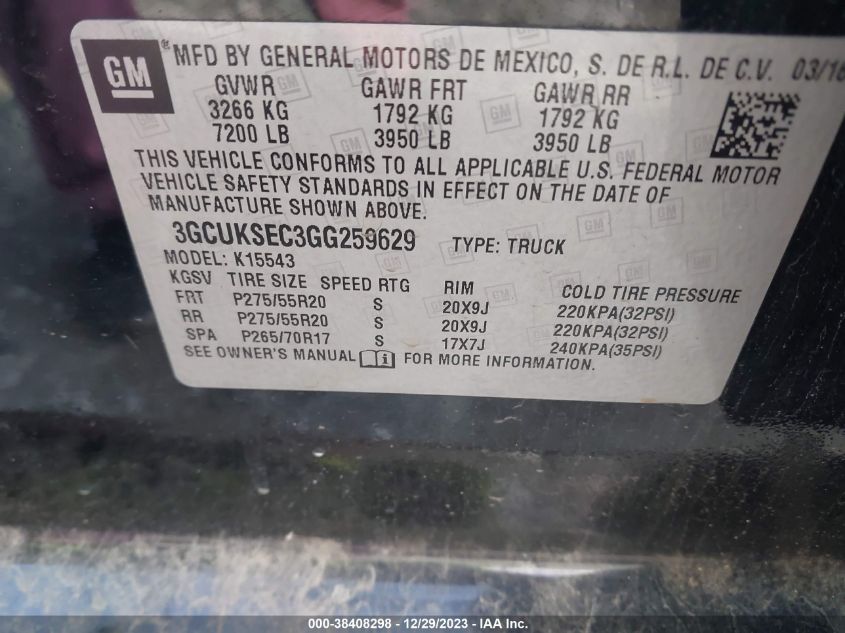 GM ® MFD BY GENERAL MOTORS DE MEXICO, S. DE R.L. DE C.V. 03/16
GVWR GAWR FRT GAWR RR
3266 KG 1792 KG 1792 KG
7200 LB 3950 LB 3950 LB
THIS VEHICLE CONFORMS TO ALL APPLICABLE U.S. FEDERAL MOTOR
VEHICLE SAFETY STANDARDS IN EFFECT ON THE DATE OF
MANUFACTURE SHOWN ABOVE.
3GCUKSEC3GG259629 TYPE: TRUCK
MODEL: K15543
KGSV TIRE SIZE SPEED RTG RIM COLD TIRE PRESSURE
FRT P275/55R20 S 20X9J 220KPA(32PSI)
RR P275/55R20 S 20X9J 220KPA(32PSI)
SPA P265/70R17 S 17X7J 240KPA(35PSI)
SEE OWNER'S MANUAL i FOR MORE INFORMATION.
000-38408298 - 12/29/2023 - IAAI.COM